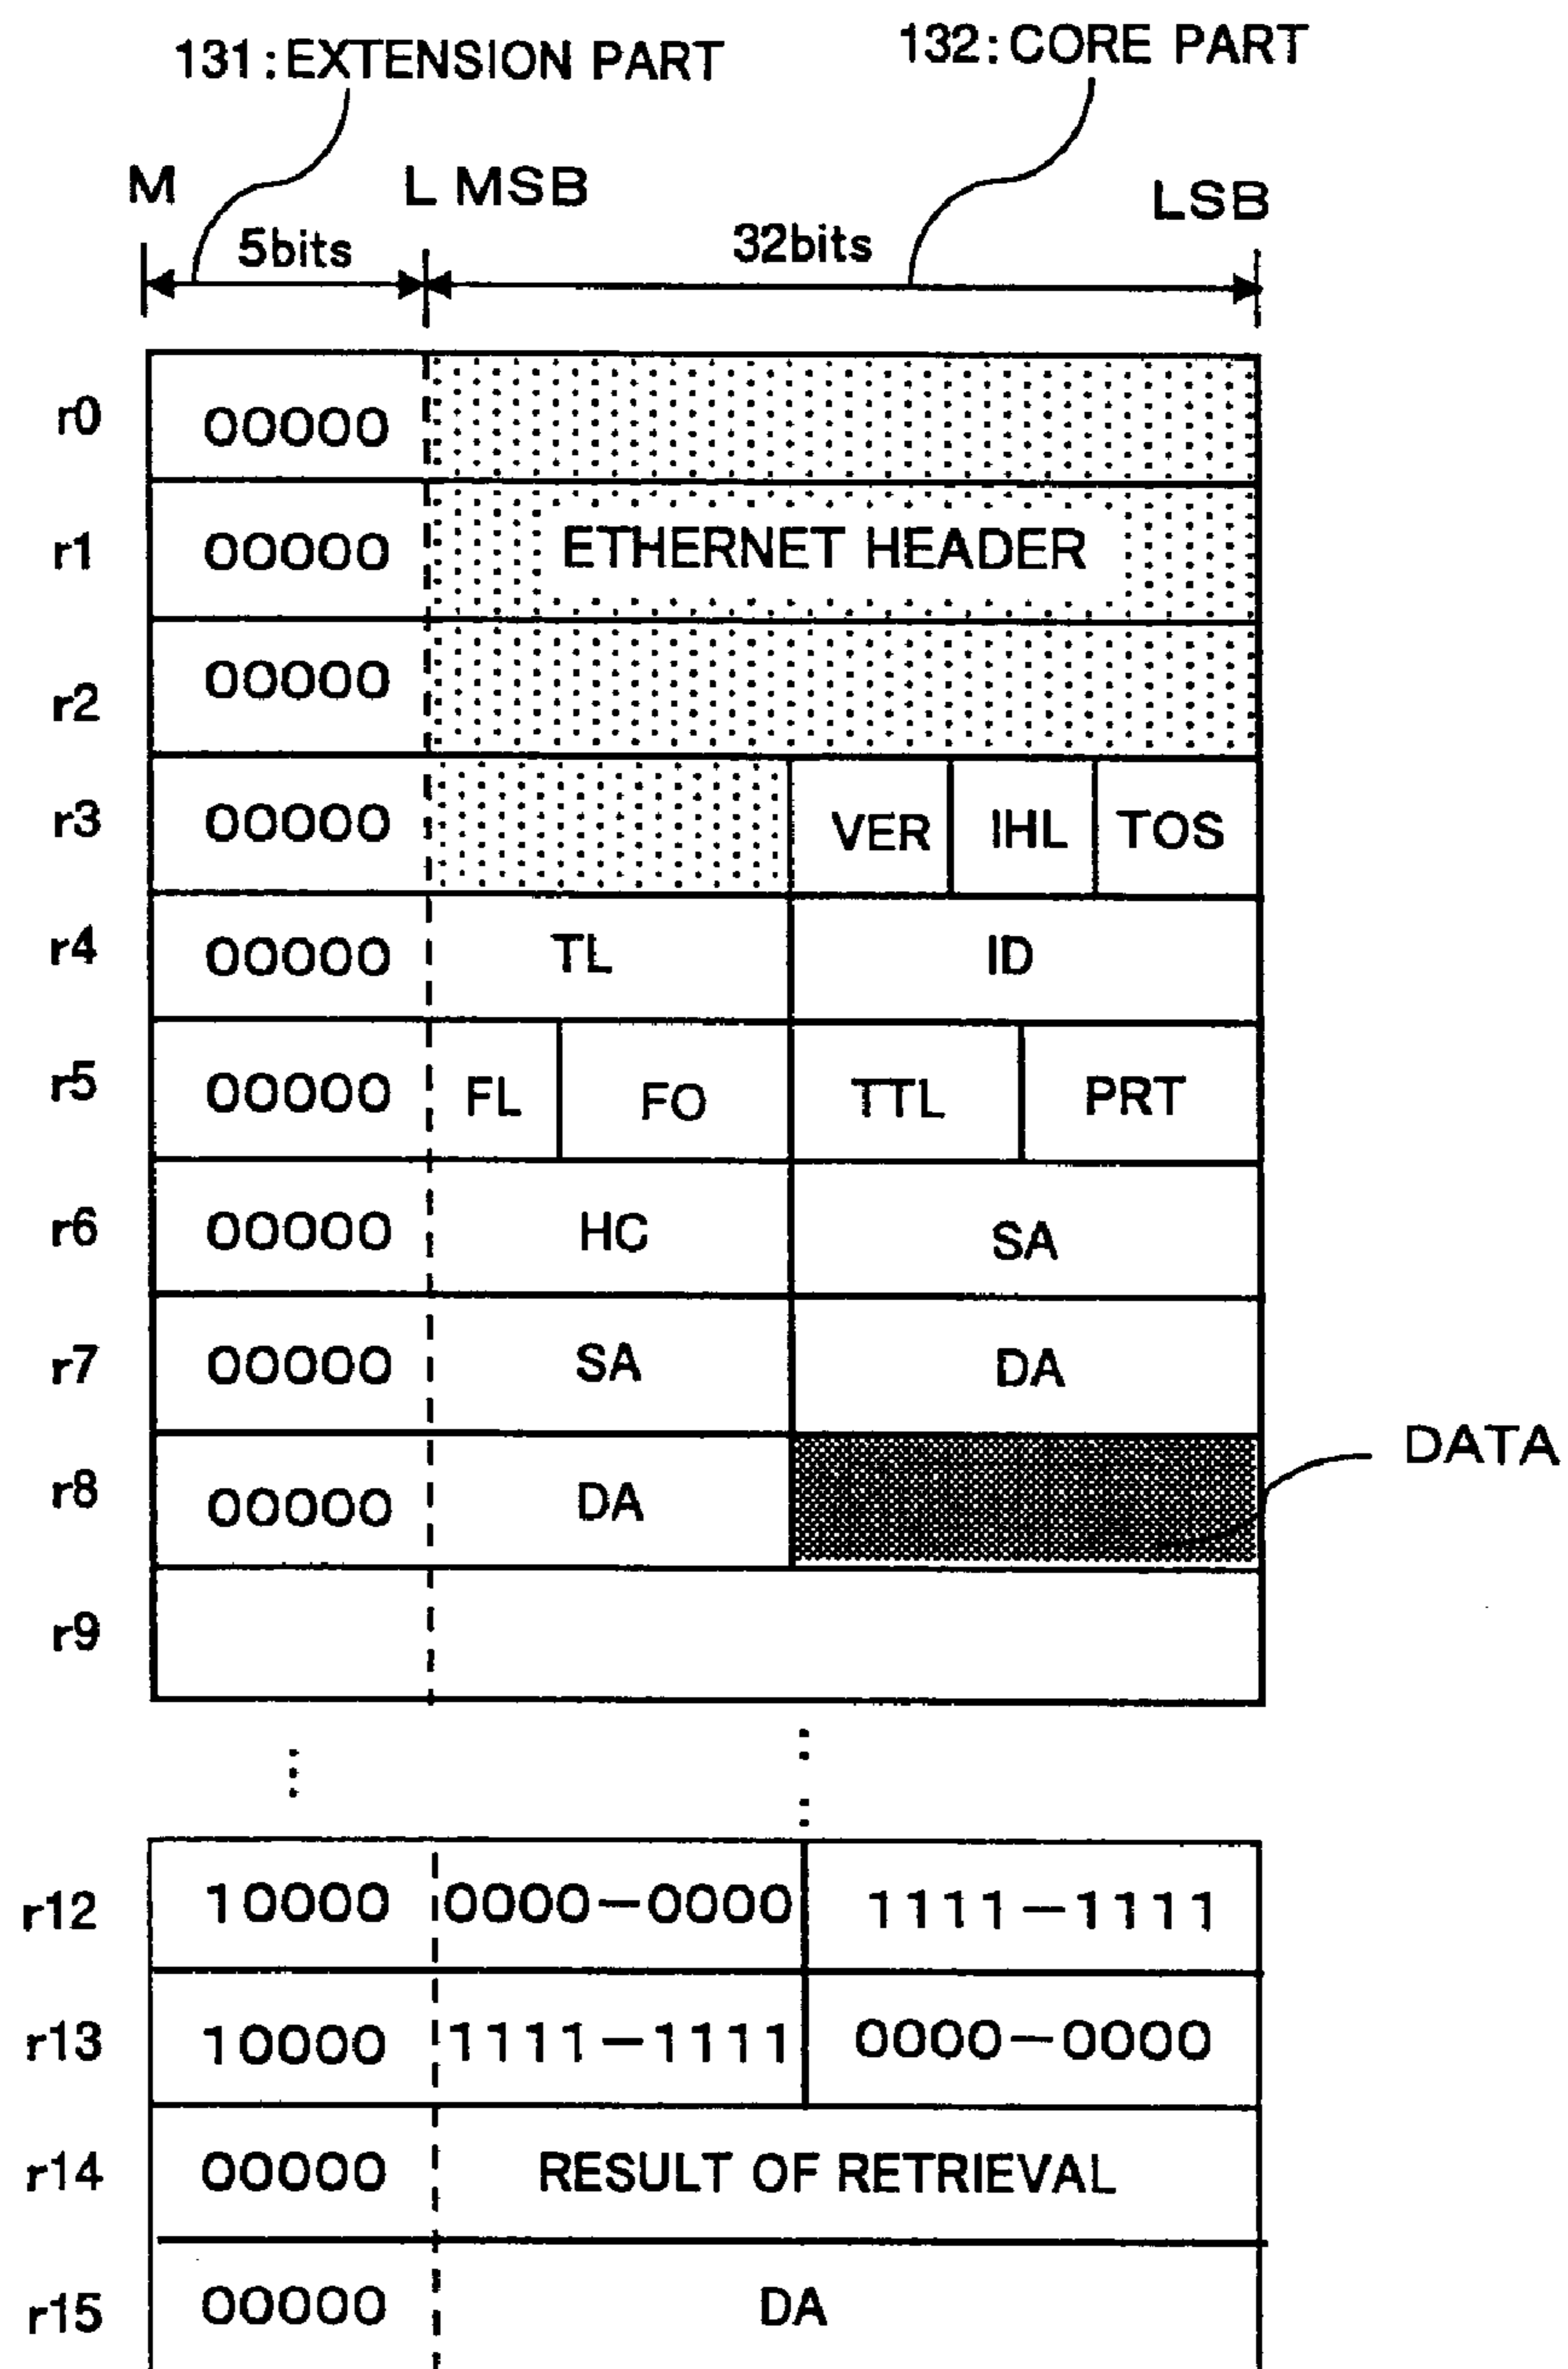 131:EXTENSION PART 132:CORE PART
M L MSB LSB
5bits 32bits
r0 00000
r1 00000 ETHERNET HEADER
r2 00000
r3 00000 VER IHL TOS
r4 00000 TL ID
r5 00000 FL FO TTL PRT
r6 00000 HC SA
r7 00000 SA DA
DATA
r8 00000 DA
r9
r12 10000 0000-0000 1111-1111
r13 10000 1111-1111 0000-0000
r14 00000 RESULT OF RETRIEVAL
r15 00000 DA